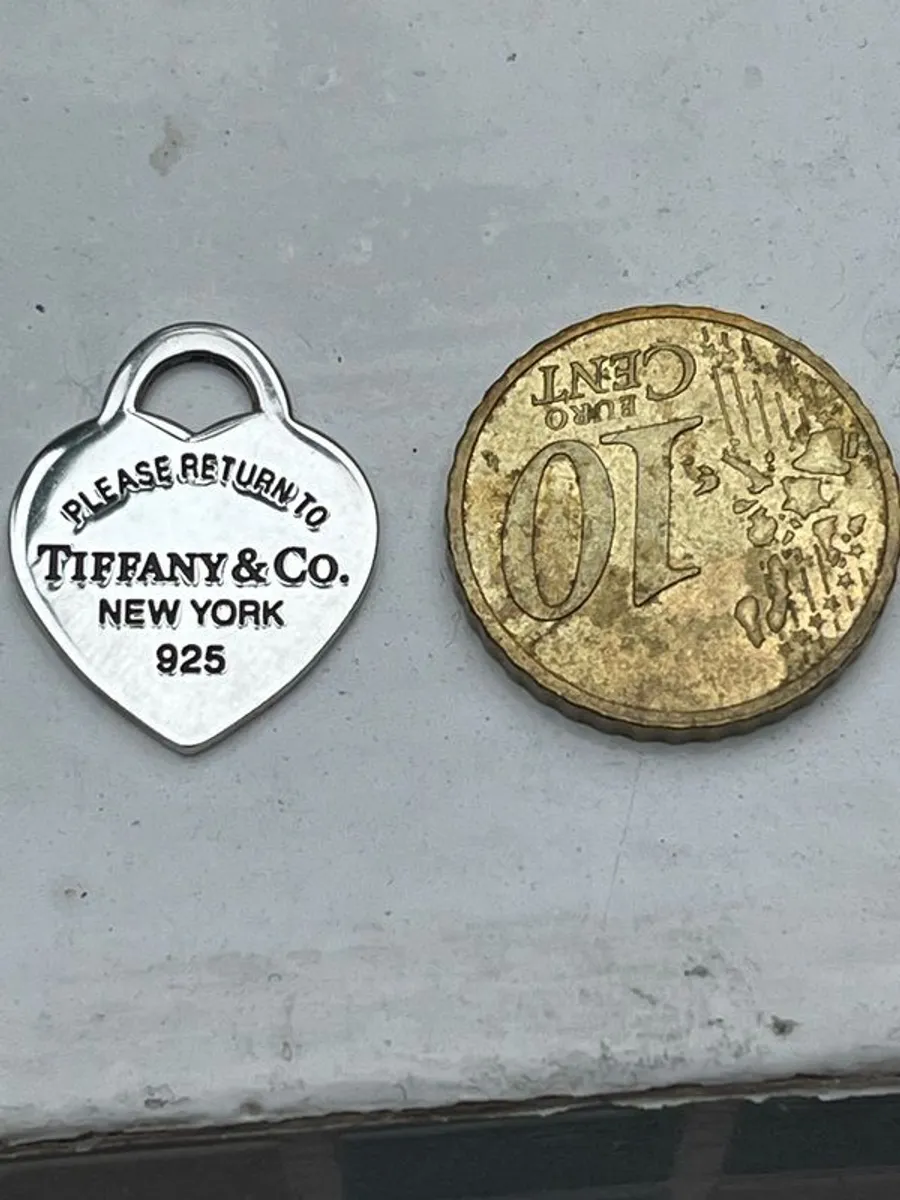 PLEASE RETURN TO
TIFFANY & CO.
NEW YORK
925
10
EURO
CENT